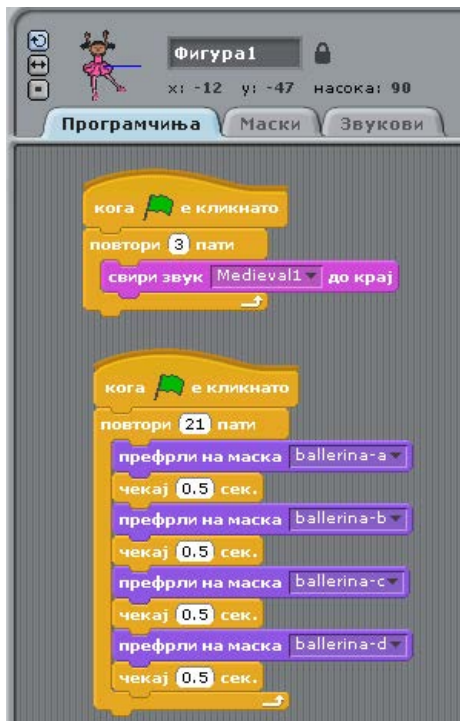 Фигура1
x: -12 y: -47 насока: 90
Програмчиња Маски Звукови
кога е кликнато
повтори 3 пати
свири звук Medieval1 до крај
кога е кликнато
повтори 21 пати
префрли на маска ballerina-a
чекај 0.5 сек.
префрли на маска ballerina-b
чекај 0.5 сек.
префрли на маска ballerina-c
чекај 0.5 сек.
префрли на маска ballerina-d
чекај 0.5 сек.